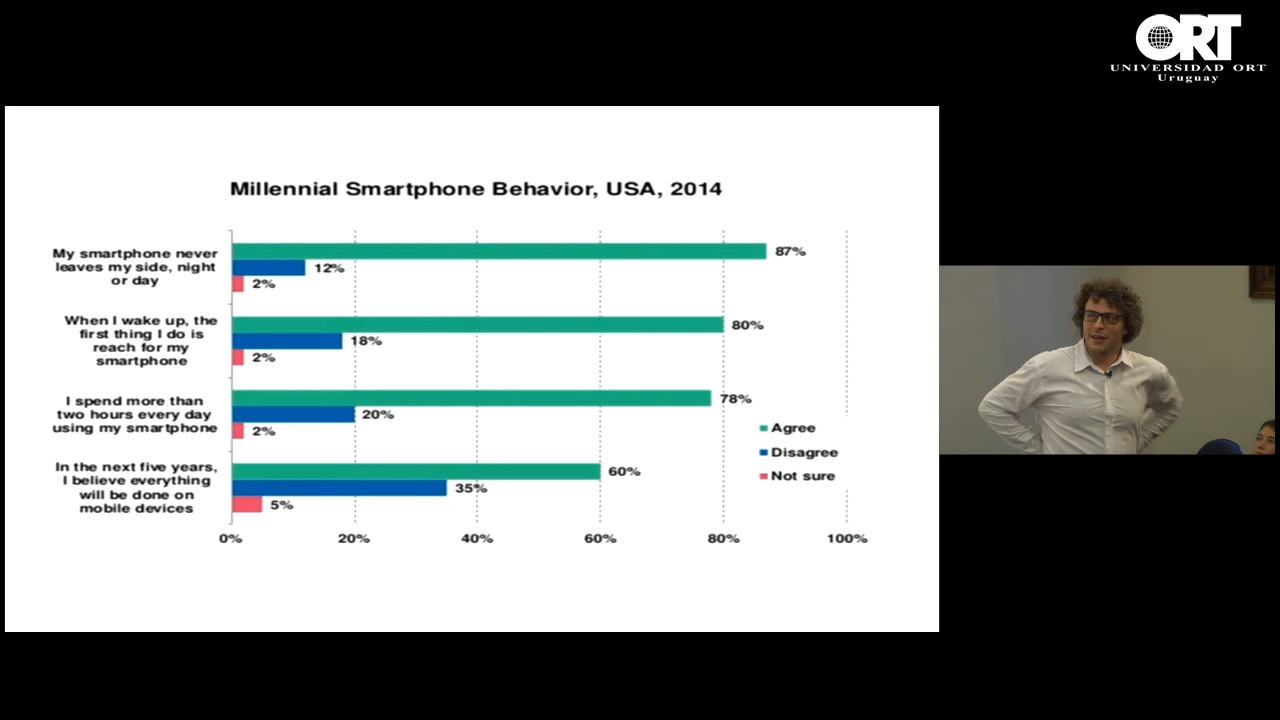 ORT
UNIVERSIDAD ORT
Uruguay
Millennial Smartphone Behavior, USA, 2014
My smartphone never
leaves my side, night
or day
87%
12%
2%
When I wake up, the
first thing I do is
reach for my
smartphone
80%
18%
2%
I spend more than
two hours every day
using my smartphone
78%
20%
2%
In the next five years,
I believe everything
will be done on
mobile devices
60%
35%
5%
Agree
Disagree
Not sure
0% 20% 40% 60% 80% 100%